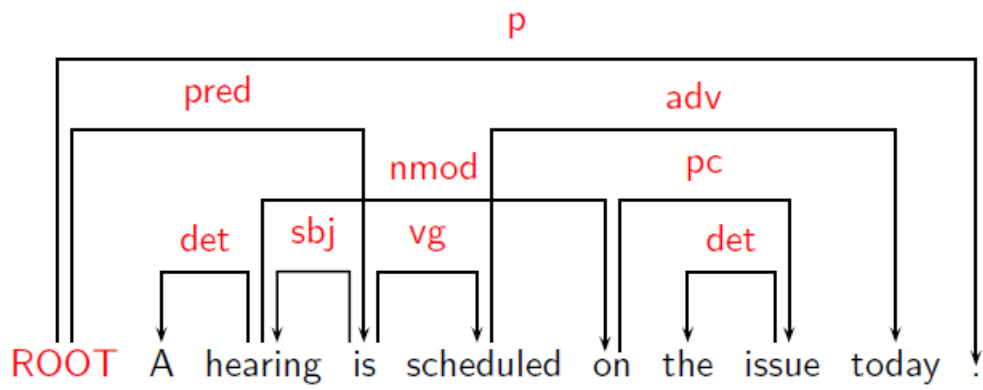 p
pred adv
nmod pc
det sbj vg det
ROOT A hearing is scheduled on the issue today .